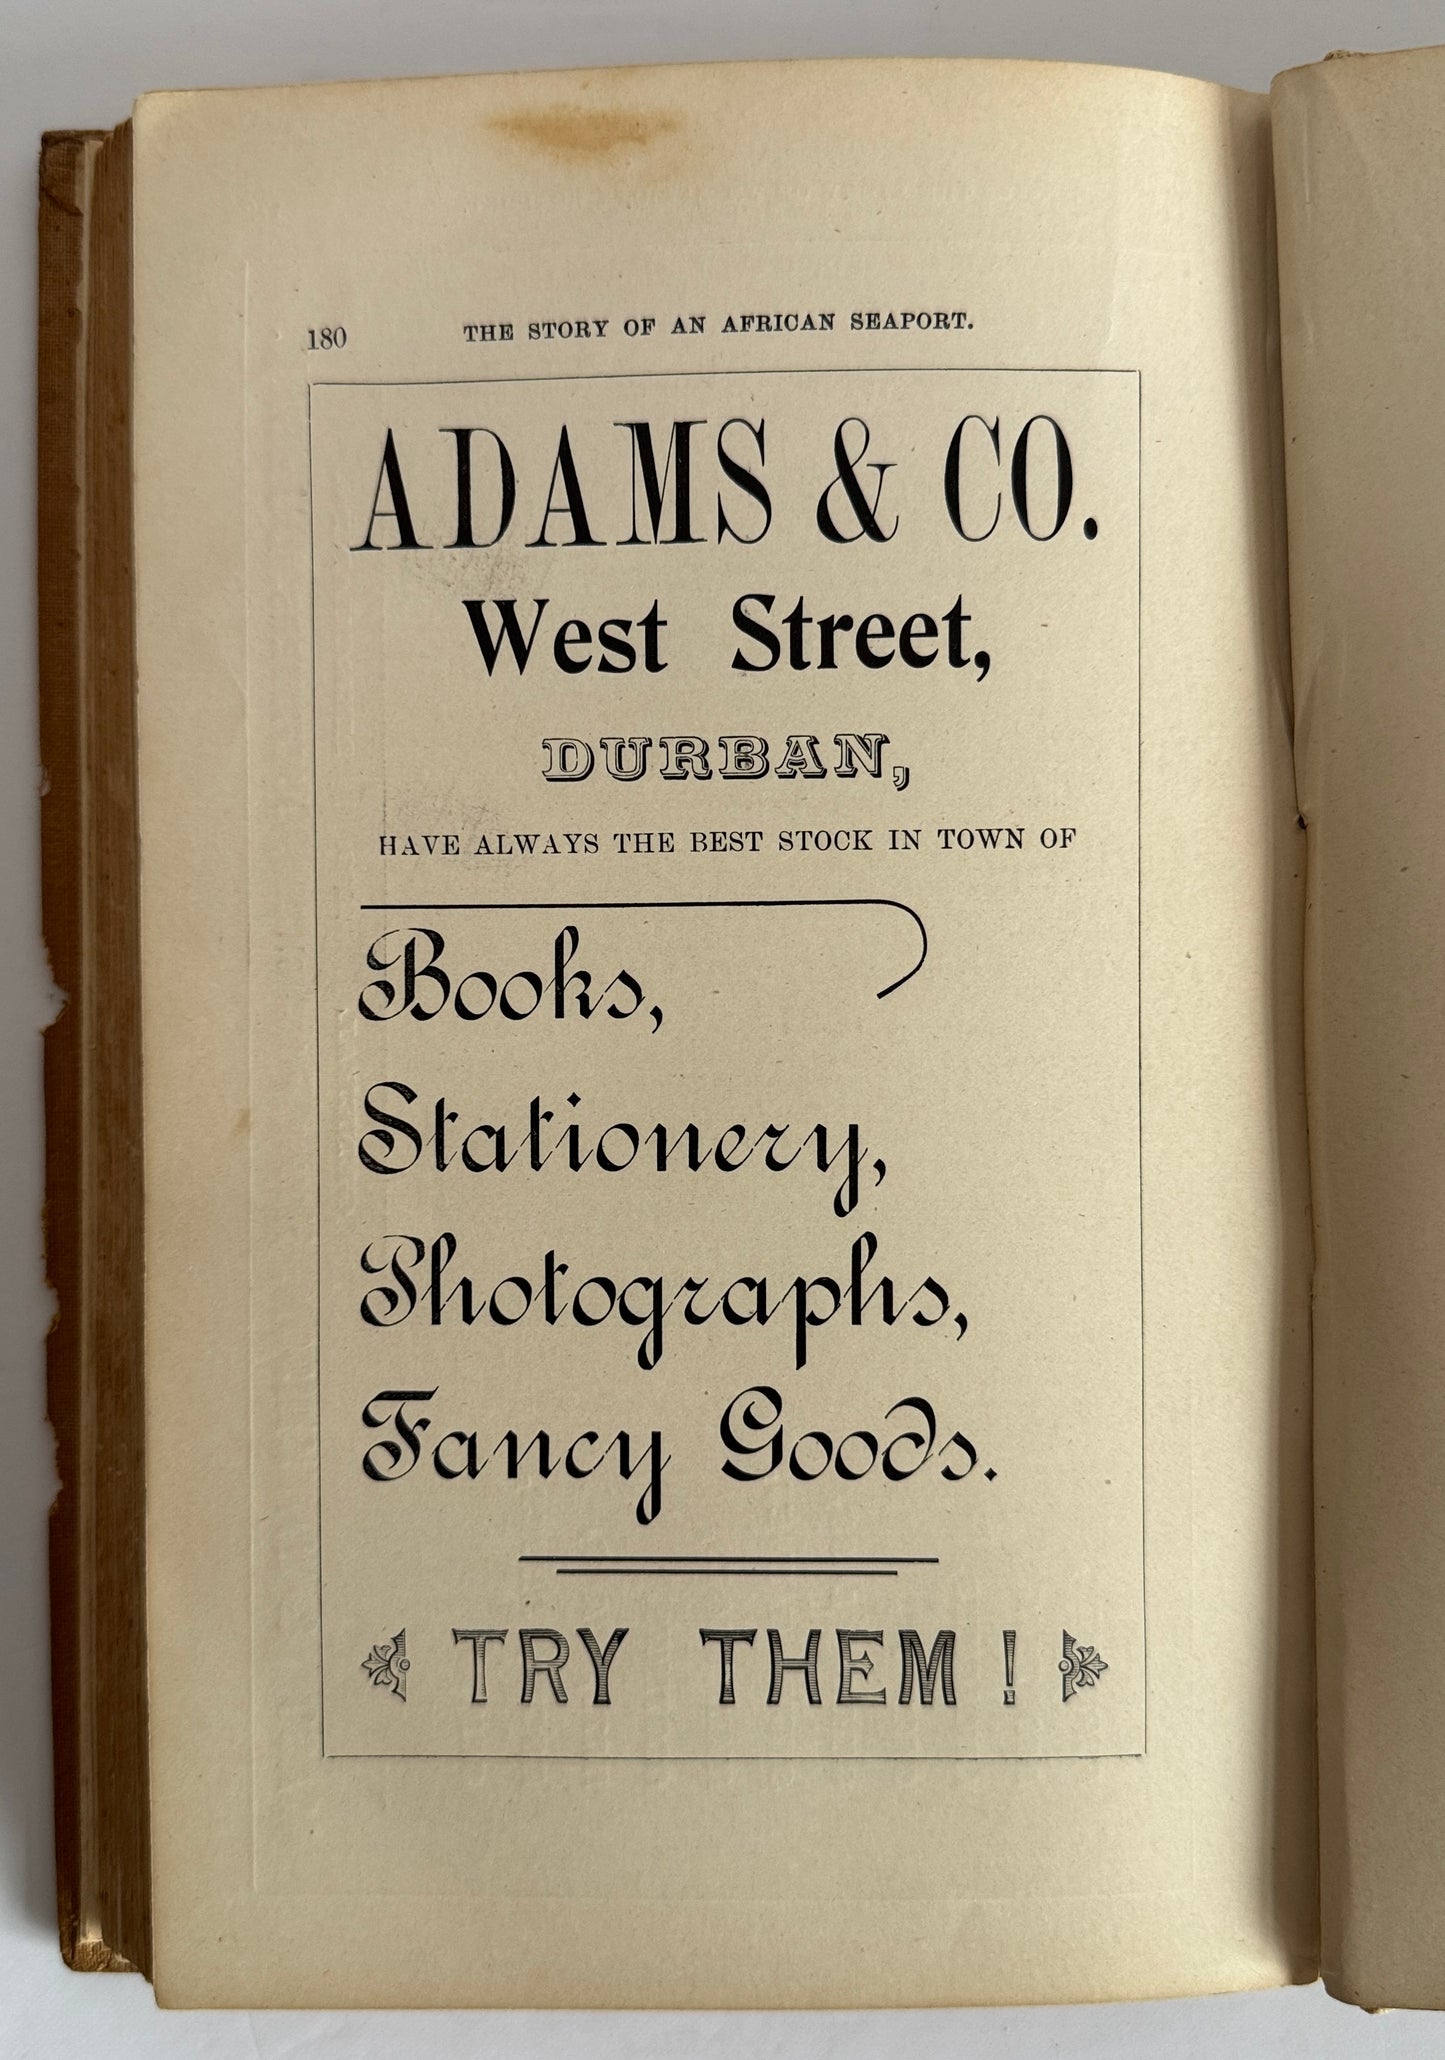 180 THE STORY OF AN AFRICAN SEAPORT.
ADAMS & CO.
West Street,
DURBAN,
HAVE ALWAYS THE BEST STOCK IN TOWN OF
Books,
Stationery,
Photographs,
Fancy Goods.
TRY THEM !